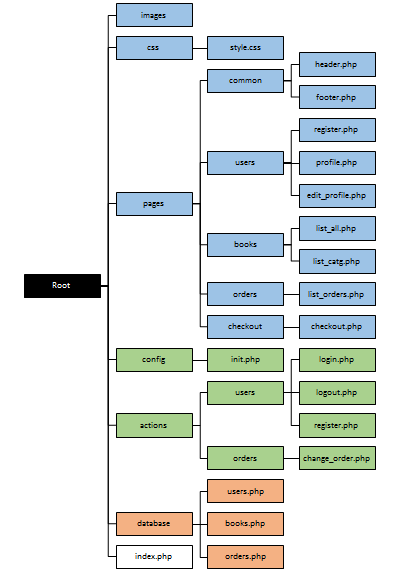 images
css
style.css
header.php
common
footer.php
register.php
users
profile.php
edit_profile.php
pages
list_all.php
books
list_catg.php
Root
orders
list_orders.php
checkout
checkout.php
config
init.php
login.php
users
logout.php
actions
register.php
orders
change_order.php
users.php
database
books.php
index.php
orders.php